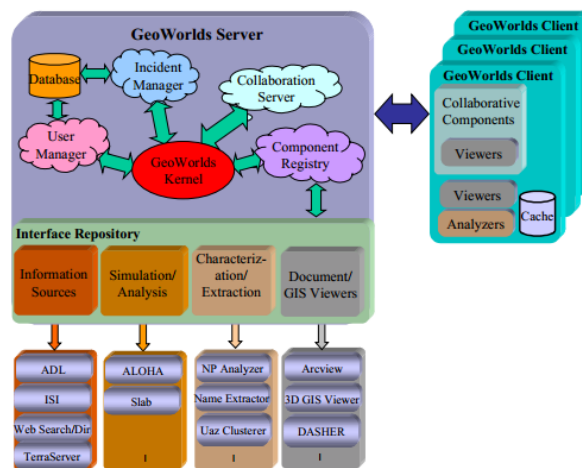 GeoWorlds Server
Database
Incident
Manager
Collaboration
Server
User
Manager
GeoWorlds
Kernel
Component
Registry
Interface Repository
Information
Sources
Simulation/
Analysis
Characteriz-
ation/
Extraction
Document/
GIS Viewers
ADL
ISI
Web Search/Dir
TerraServer
ALOHA
Slab
NP Analyzer
Name Extractor
Uaz Clusterer
Arcview
3D GIS Viewer
DASHER
GeoWorlds Client
GeoWorlds Client
GeoWorlds Client
Collaborative
Components
Viewers
Viewers
Analyzers
Cache